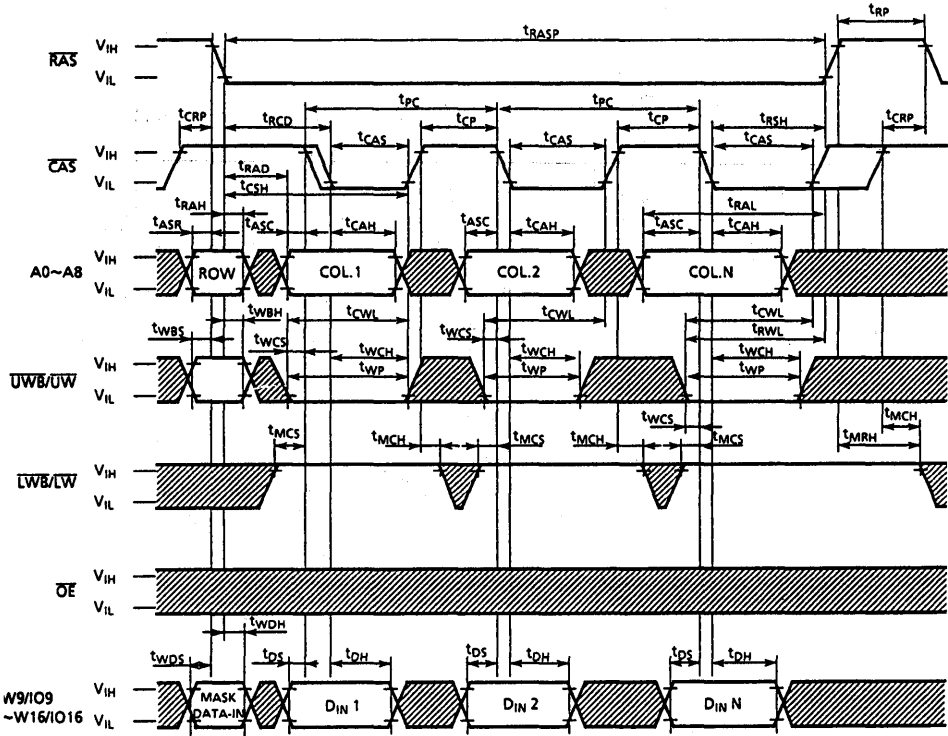 tRP
VIH
tRASP
RAS
VIL
tPC tPC
tCRP tRCD tCP tCP tRSH tCRP
VIH tCAS tCAS tCAS
CAS
VIL tRAD
tCSH
tRAH tRAL
tASR tASC tCAH tASC tCAH tASC tCAH
VIH
A0~A8 ROW COL.1 COL.2 COL.N
VIL
tWBH tCWL tCWL tCWL
tWBS tWCS tWCS tRWL
VIH tWCH tWCH tWCH
UWB/UW tWP tWP tWP
VIL
tWCS
tMCS tMCH tMCS tMCH tMCS tMCH
tMRH
VIH
LWB/LW
VIL
VIH
OE
VIL
tWDH
tWDS tDS tDH tDS tDH tDS tDH
W9/IO9 VIH MASK
~W16/IO16 VIL DATA-IN DIN 1 DIN 2 DIN N